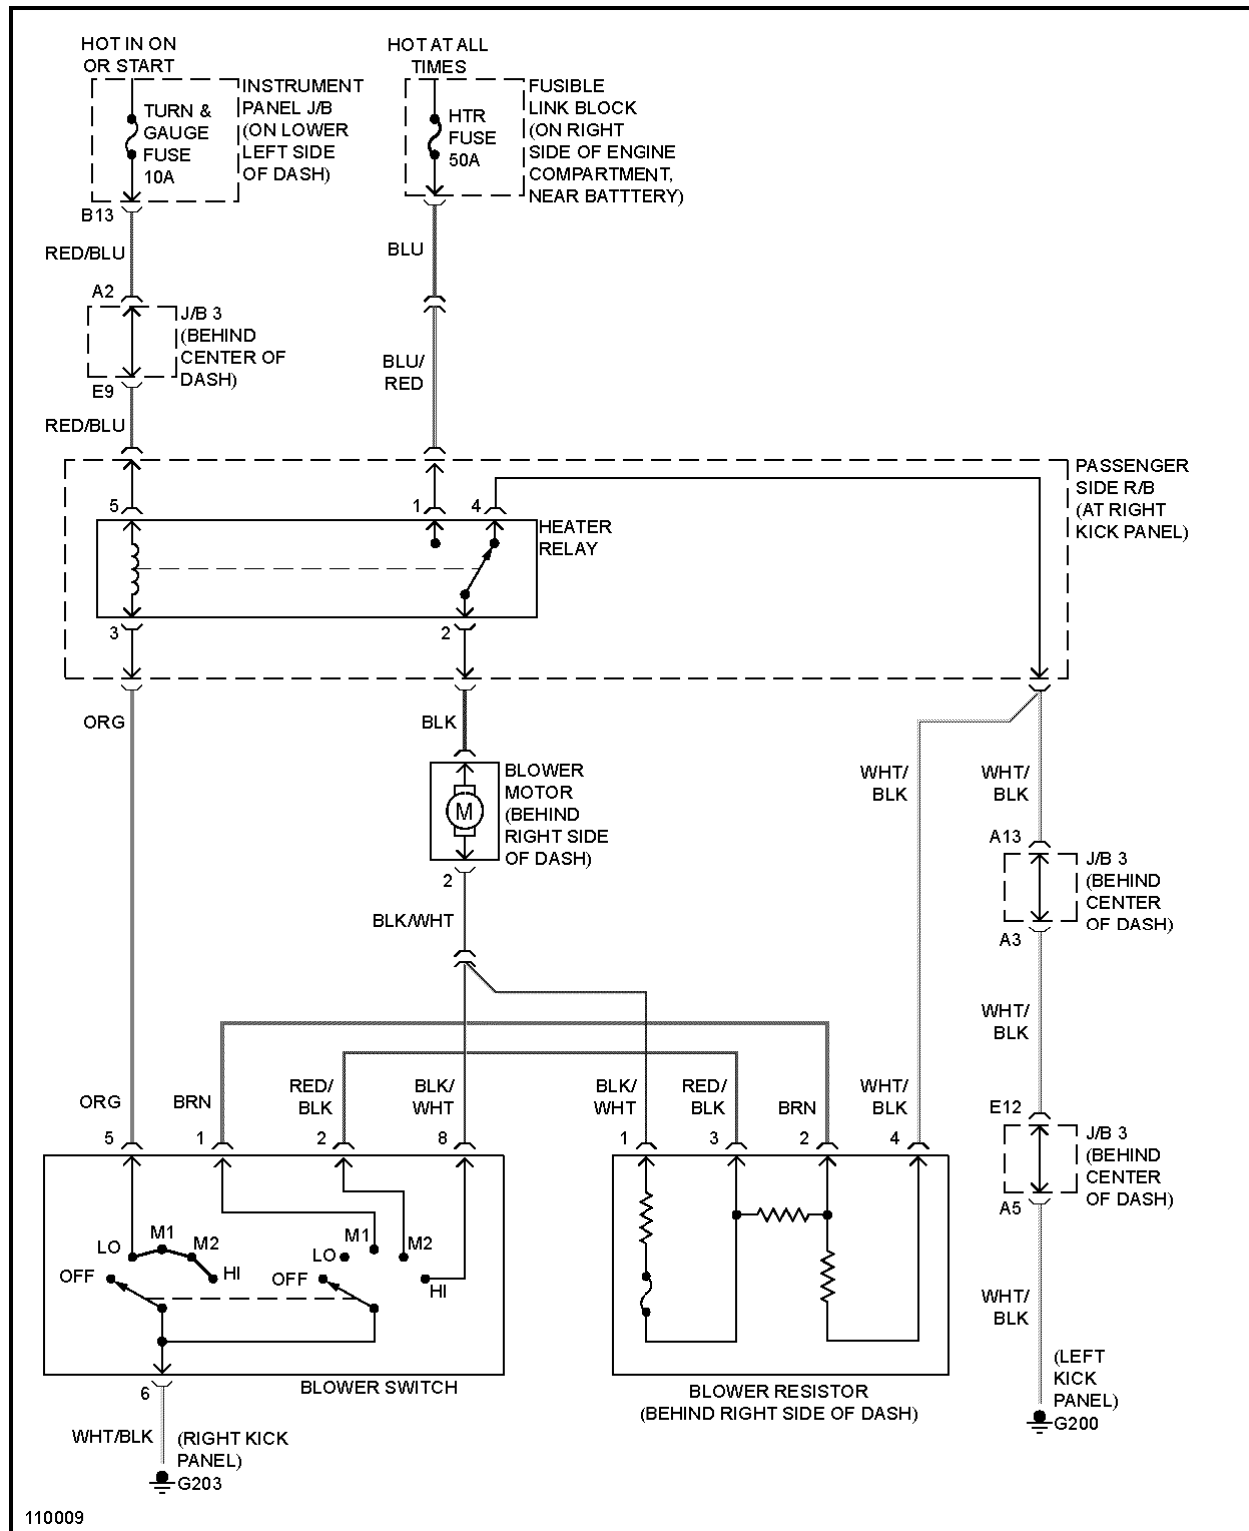 HOT IN ON
OR START
HOT AT ALL
TIMES
TURN &
GAUGE
FUSE
10A
INSTRUMENT
PANEL J/B
(ON LOWER
LEFT SIDE
OF DASH)
HTR
FUSE
50A
FUSIBLE
LINK BLOCK
(ON RIGHT
SIDE OF ENGINE
COMPARTMENT,
NEAR BATTTERY)
B13
RED/BLU
BLU
A2
J/B 3
(BEHIND
CENTER OF
DASH)
E9
BLU/
RED
RED/BLU
PASSENGER
SIDE R/B
(AT RIGHT
KICK PANEL)
5
1
4
HEATER
RELAY
3
2
ORG
BLK
BLOWER
MOTOR
(BEHIND
RIGHT SIDE
OF DASH)
M
2
WHT/
BLK
WHT/
BLK
A13
J/B 3
(BEHIND
CENTER
OF DASH)
A3
BLK/WHT
WHT/
BLK
ORG
BRN
RED/
BLK
BLK/
WHT
BLK/
WHT
RED/
BLK
BRN
WHT/
BLK
5
1
2
8
1
3
2
4
E12
J/B 3
(BEHIND
CENTER
OF DASH)
A5
OFF
LO
M1
M2
HI
OFF
LO
M1
M2
HI
WHT/
BLK
6
BLOWER SWITCH
BLOWER RESISTOR
(BEHIND RIGHT SIDE OF DASH)
(LEFT
KICK
PANEL)
G200
WHT/BLK
(RIGHT KICK
PANEL)
G203
110009